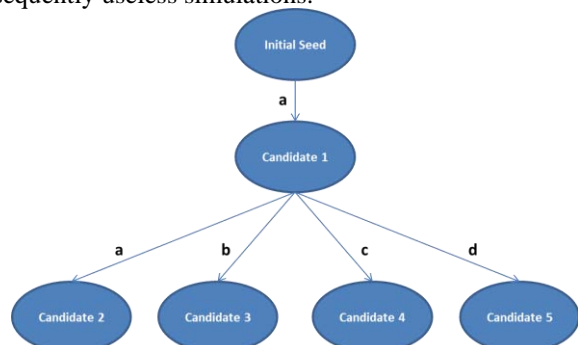 sequently useless simulations.
Initial Seed
a
Candidate 1
a b c d
Candidate 2 Candidate 3 Candidate 4 Candidate 5